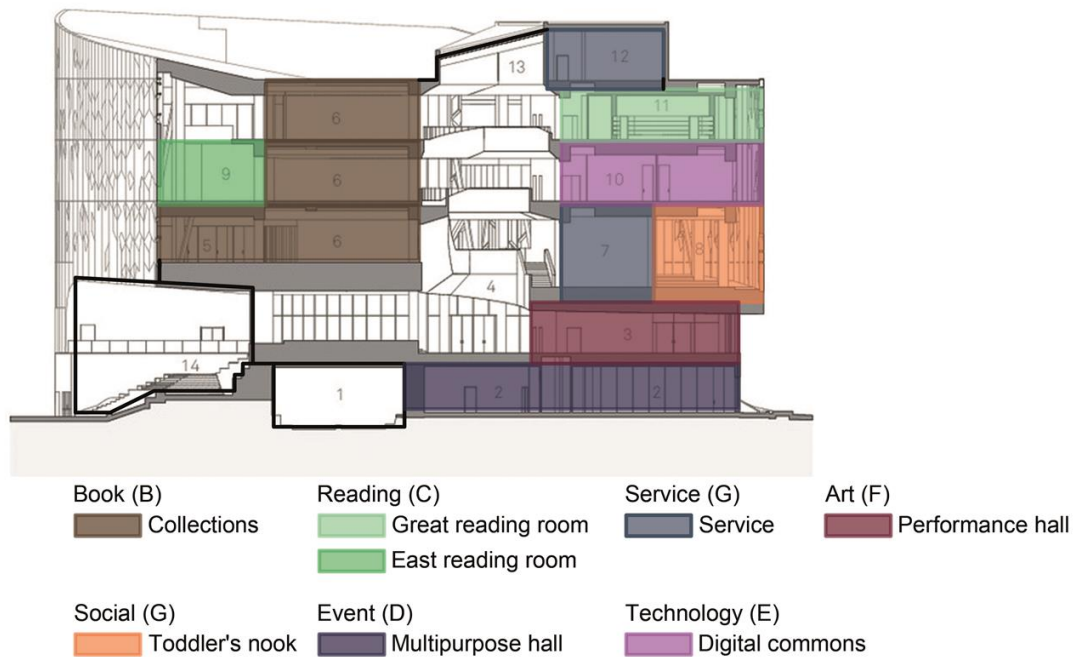 12
13
11
6
9
6
10
5
6
7
8
4
3
14
1
2
2
Book (B)
Reading (C)
Service (G)
Art (F)
Collections
Great reading room
Service
Performance hall
East reading room
Social (G)
Event (D)
Technology (E)
Toddler's nook
Multipurpose hall
Digital commons